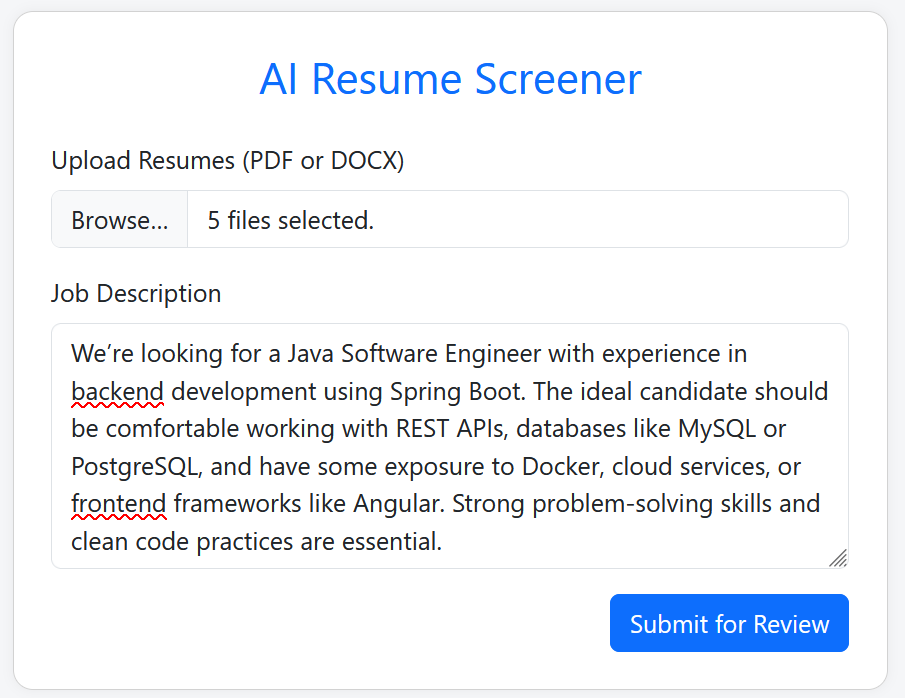 AI Resume Screener
Upload Resumes (PDF or DOCX)
Browse... 5 files selected.
Job Description
We’re looking for a Java Software Engineer with experience in
backend development using Spring Boot. The ideal candidate should
be comfortable working with REST APIs, databases like MySQL or
PostgreSQL, and have some exposure to Docker, cloud services, or
frontend frameworks like Angular. Strong problem-solving skills and
clean code practices are essential.
Submit for Review